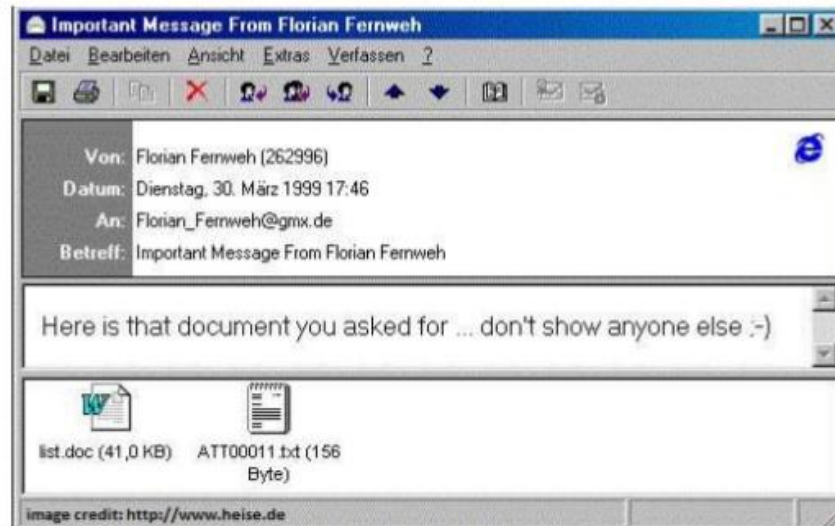 Important Message From Florian Fernweh
Datei Bearbeiten Ansicht Extras Verfassen ?
Von: Florian Fernweh (262996)
Datum: Dienstag, 30. März 1999 17:46
An: Florian_Fernweh@gmx.de
Betreff: Important Message From Florian Fernweh
Here is that document you asked for ... don't show anyone else ;-)
list.doc (41,0 KB) ATT00011.txt (156
Byte)
image credit: http://www.heise.de